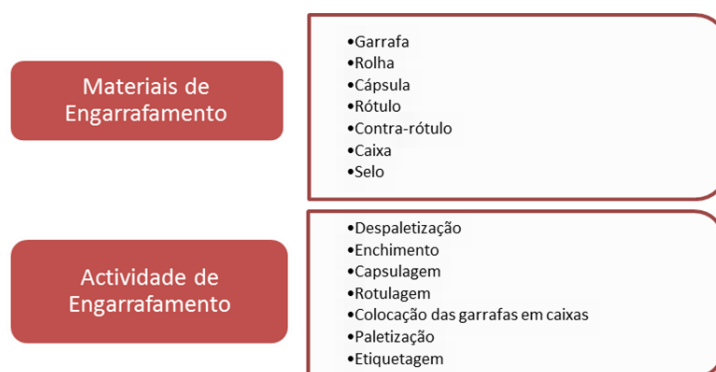 Materiais de
Engarrafamento
•Garrafa
•Rolha
•Cápsula
•Rótulo
•Contra-rótulo
•Caixa
•Selo
Actividade de
Engarrafamento
•Despaletização
•Enchimento
•Capsulagem
•Rotulagem
•Colocação das garrafas em caixas
•Paletização
•Etiquetagem